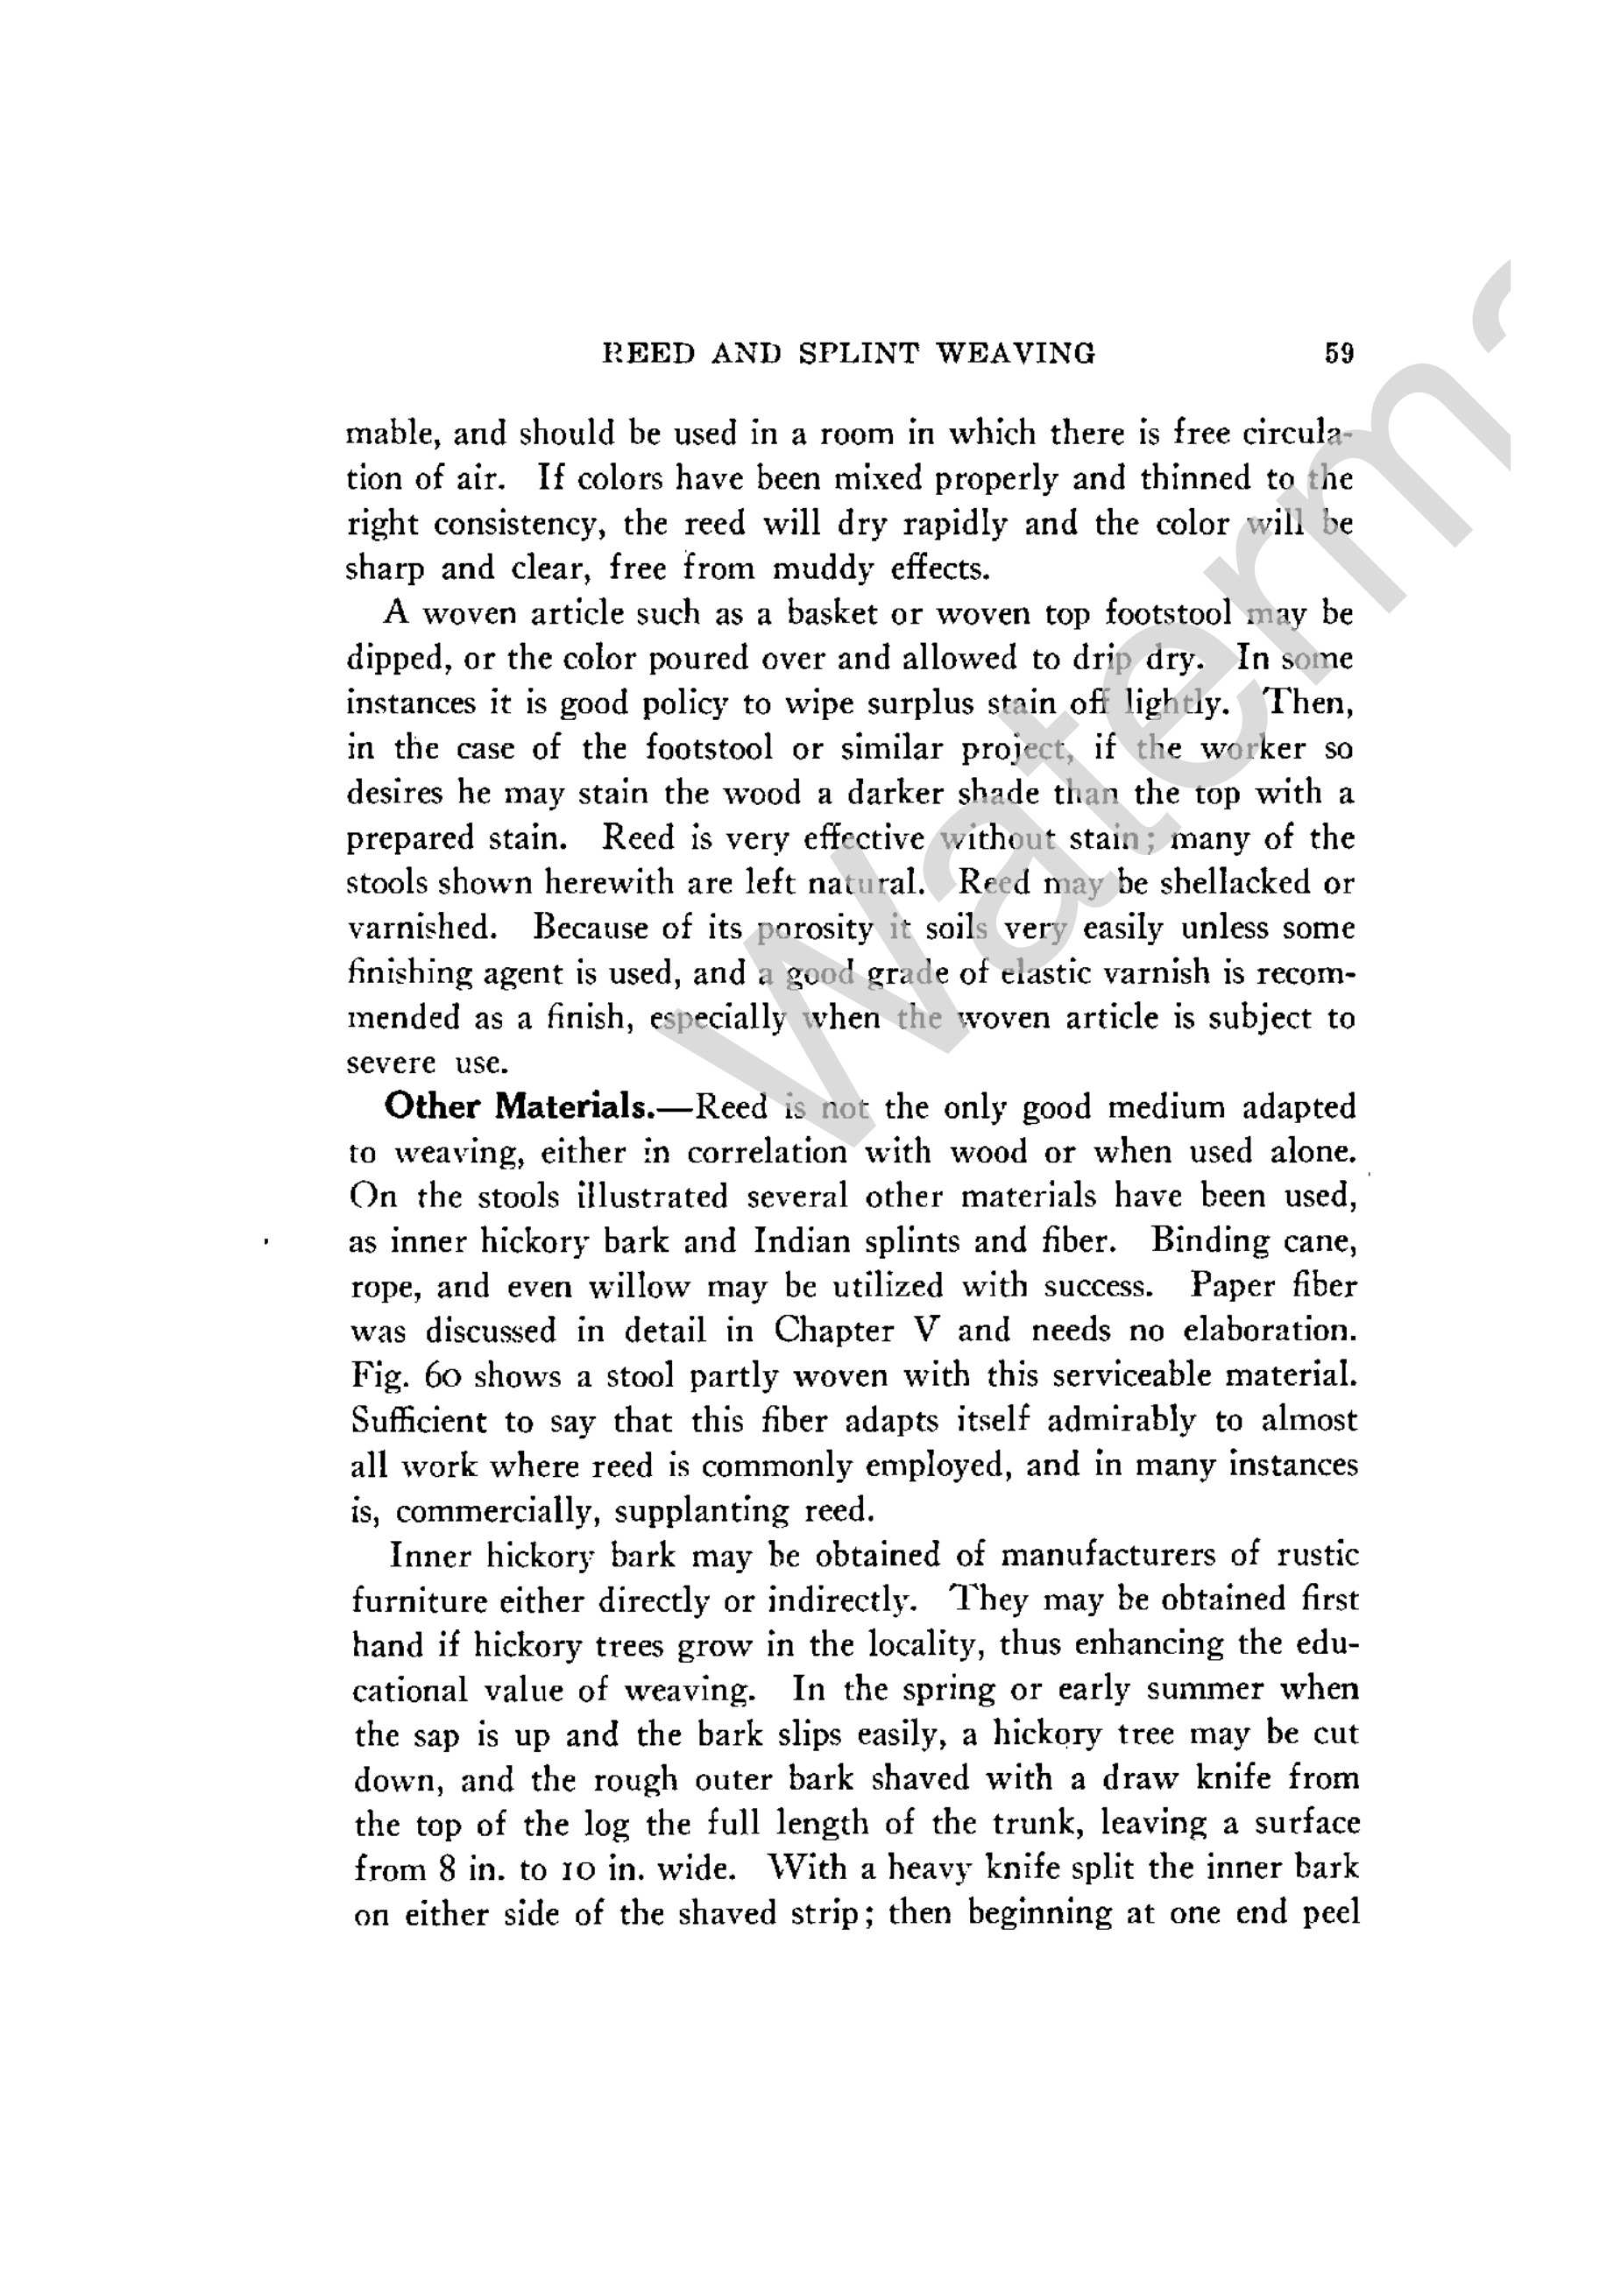 REED AND SPLINT WEAVING 59
mable, and should be used in a room in which there is free circula-
tion of air. If colors have been mixed properly and thinned to the
right consistency, the reed will dry rapidly and the color will be
sharp and clear, free from muddy effects.
A woven article such as a basket or woven top footstool may be
dipped, or the color poured over and allowed to drip dry. In some
instances it is good policy to wipe surplus stain off lightly. Then,
in the case of the footstool or similar project, if the worker so
desires he may stain the wood a darker shade than the top with a
prepared stain. Reed is very effective without stain; many of the
stools shown herewith are left natural. Reed may be shellacked or
varnished. Because of its porosity it soils very easily unless some
finishing agent is used, and a good grade of elastic varnish is recom-
mended as a finish, especially when the woven article is subject to
severe use.
Other Materials.—Reed is not the only good medium adapted
to weaving, either in correlation with wood or when used alone.
On the stools illustrated several other materials have been used,
as inner hickory bark and Indian splints and fiber. Binding cane,
rope, and even willow may be utilized with success. Paper fiber
was discussed in detail in Chapter V and needs no elaboration.
Fig. 60 shows a stool partly woven with this serviceable material.
Sufficient to say that this fiber adapts itself admirably to almost
all work where reed is commonly employed, and in many instances
is, commercially, supplanting reed.
Inner hickory bark may be obtained of manufacturers of rustic
furniture either directly or indirectly. They may be obtained first
hand if hickory trees grow in the locality, thus enhancing the edu-
cational value of weaving. In the spring or early summer when
the sap is up and the bark slips easily, a hickory tree may be cut
down, and the rough outer bark shaved with a draw knife from
the top of the log the full length of the trunk, leaving a surface
from 8 in. to 10 in. wide. With a heavy knife split the inner bark
on either side of the shaved strip; then beginning at one end peel
Waterm